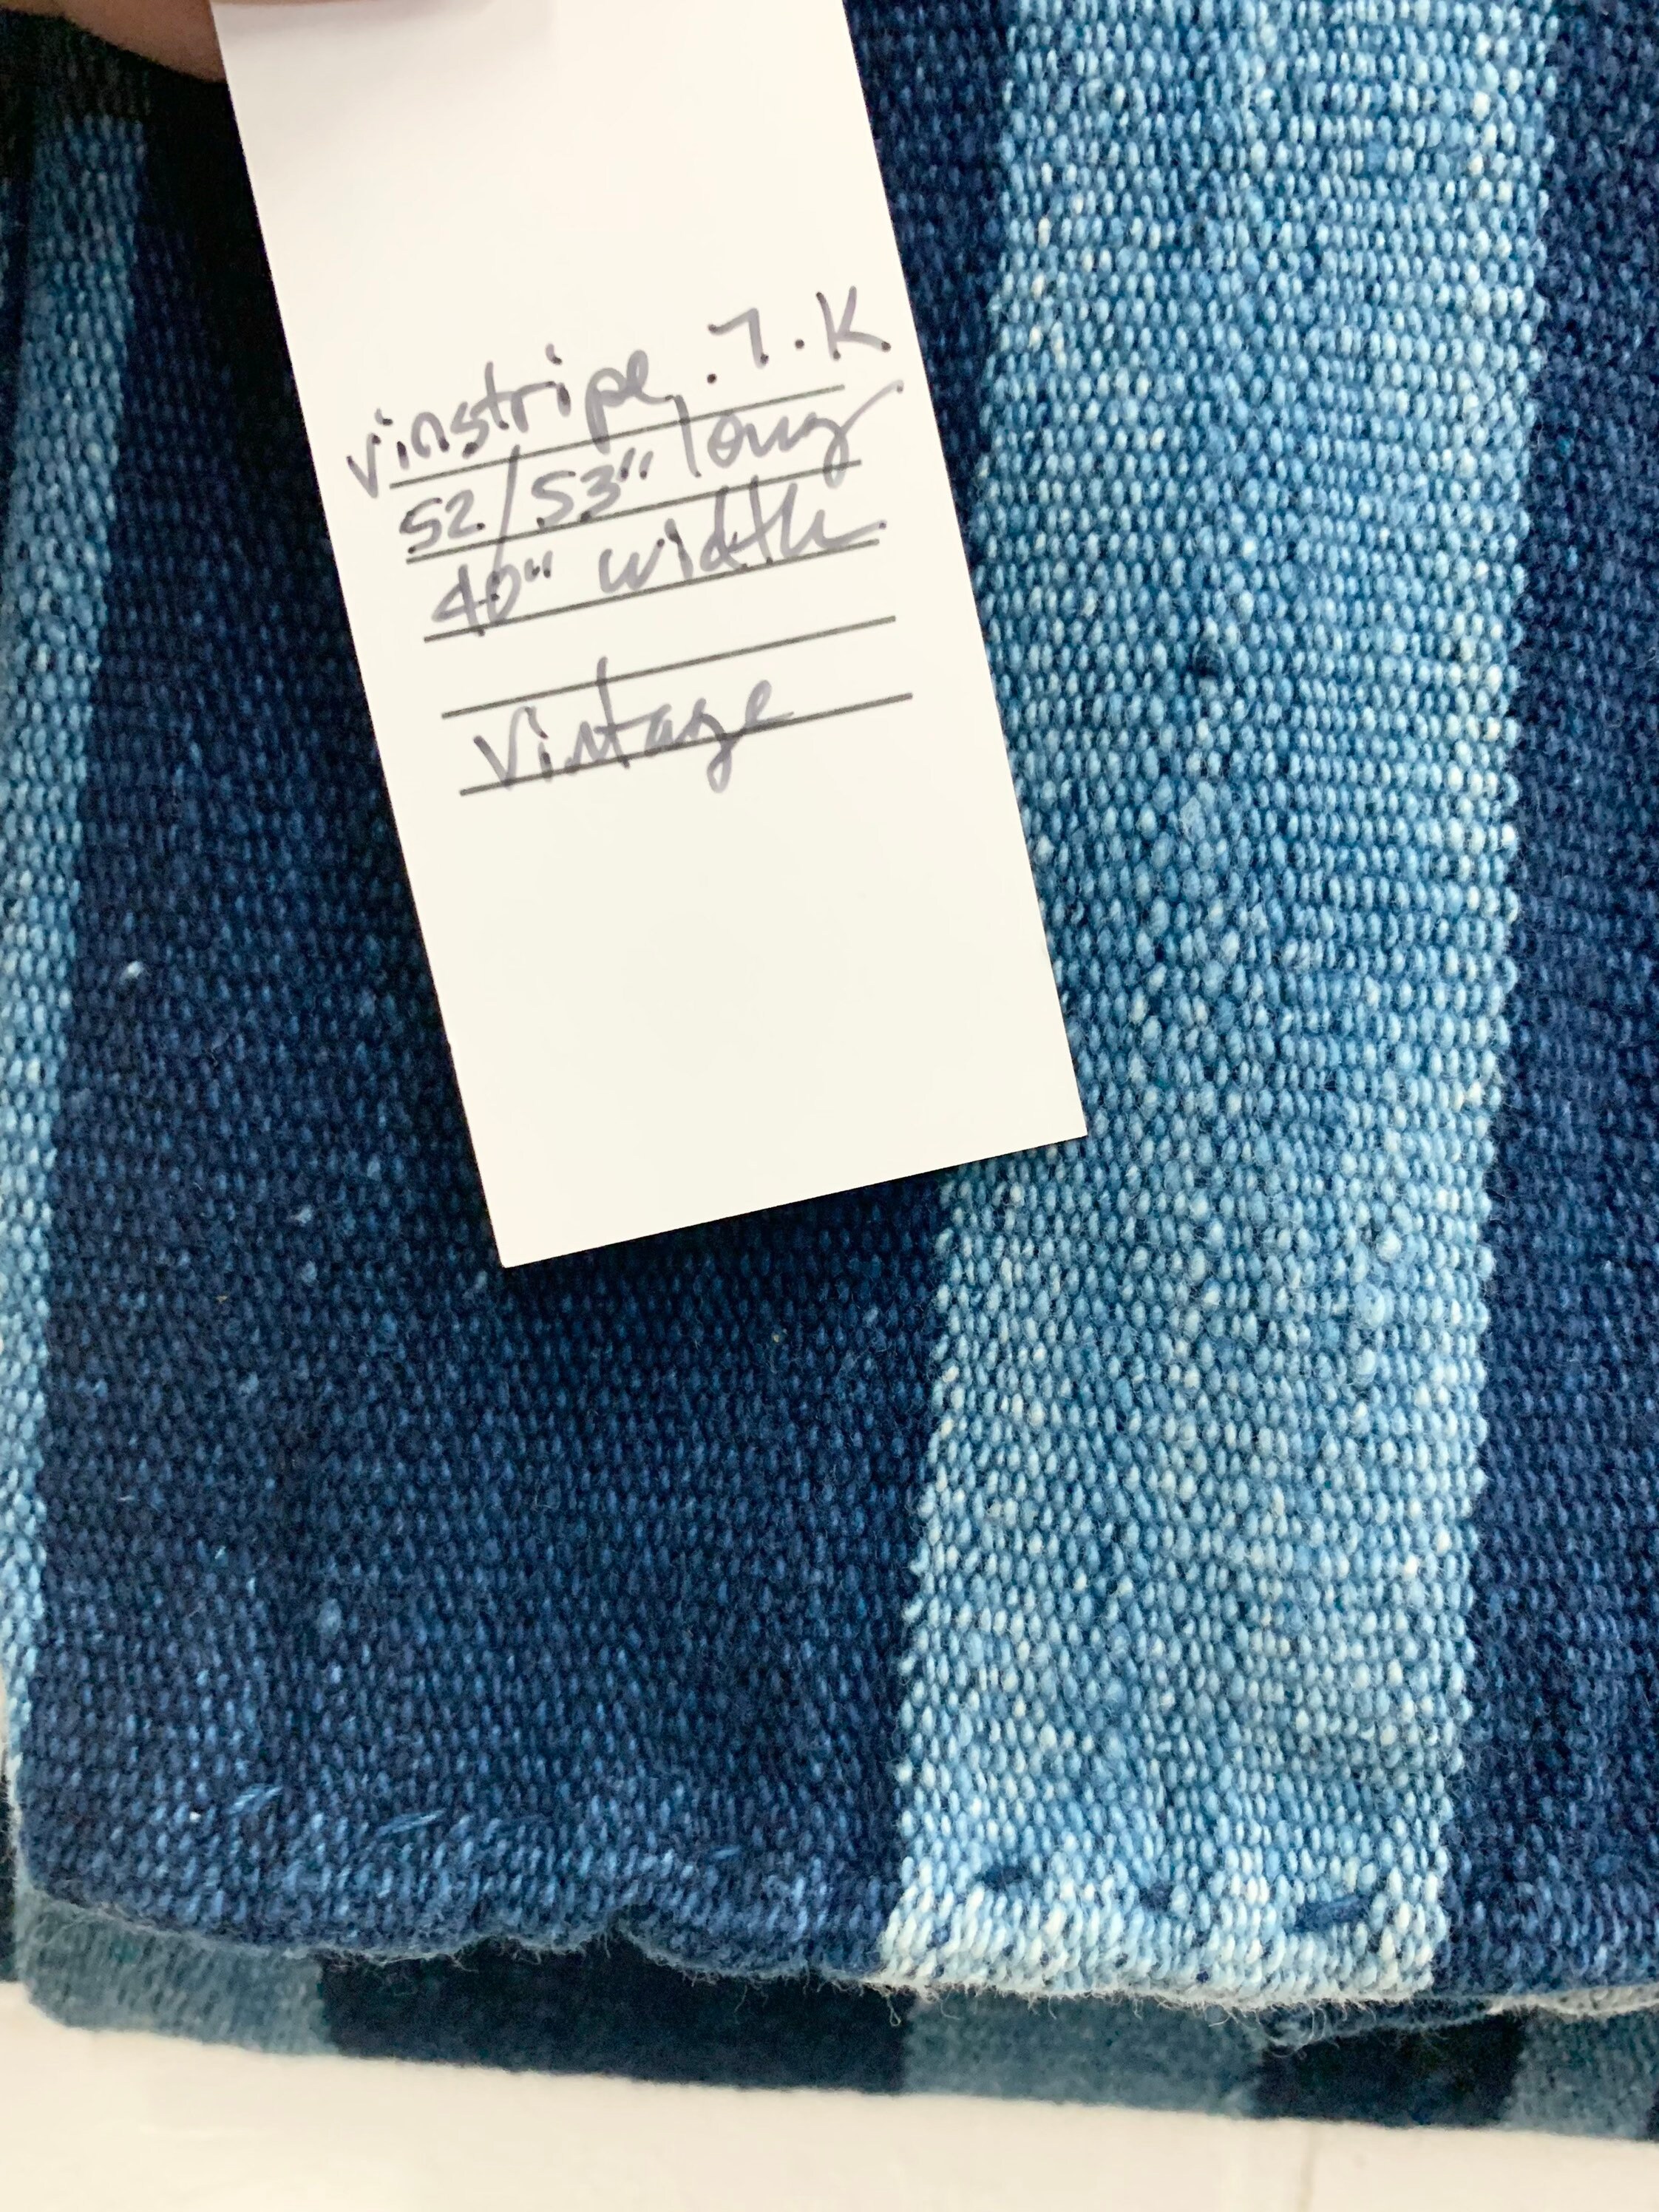 vinstripe.7.K
52/53" long
40" width
vintage